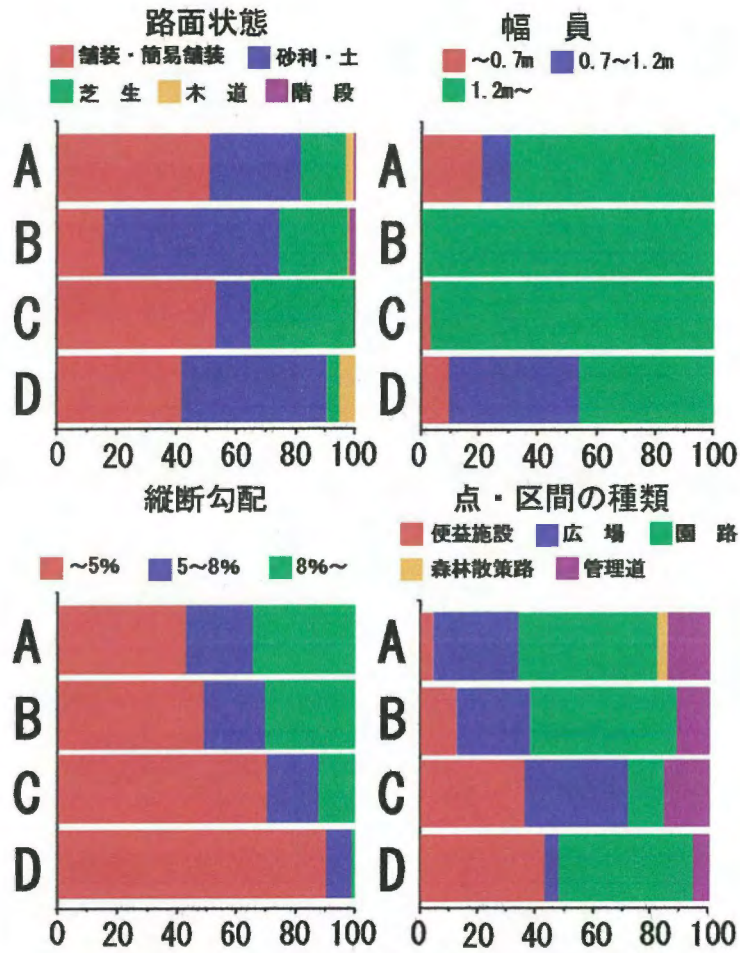 路面状態
舗装・簡易舗装 砂利・土
芝 生 木 道 階 段
A
B
C
D
0 20 40 60 80 100
幅 員
～0.7m 0.7～1.2m
1.2m～
A
B
C
D
0 20 40 60 80 100
縦断勾配
～5% 5～8% 8%～
A
B
C
D
0 20 40 60 80 100
点・区間の種類
便益施設 広 場 園 路
森林散策路 管理道
A
B
C
D
0 20 40 60 80 100